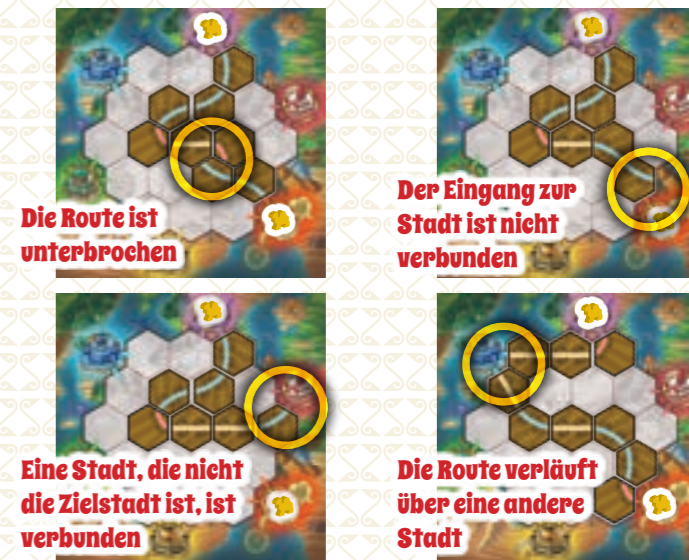 Die Route ist
unterbrochen
Der Eingang zur
Stadt ist nicht
verbunden
Eine Stadt, die nicht
die Zielstadt ist, ist
verbunden
Die Route verläuft
über eine andere
Stadt